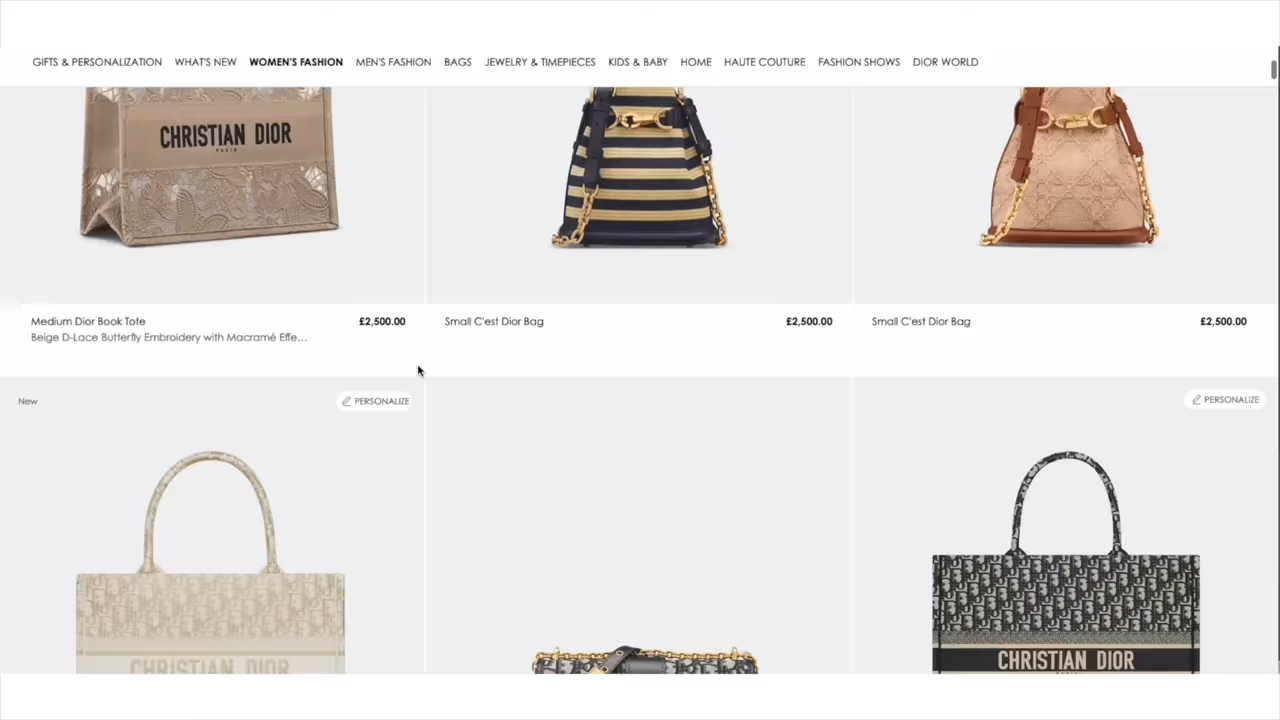 GIFTS & PERSONALIZATION WHAT'S NEW WOMEN'S FASHION MEN'S FASHION BAGS JEWELRY & TIMEPIECES KIDS & BABY HOME HAUTE COUTURE FASHION SHOWS DIOR WORLD
CHRISTIAN DIOR
PARIS
Medium Dior Book Tote £2,500.00
Beige D-Lace Butterfly Embroidery with Macramé Effe...
Small C'est Dior Bag £2,500.00
Small C'est Dior Bag £2,500.00
New
PERSONALIZE
PERSONALIZE
CHRISTIAN DIOR
CHRISTIAN DIOR